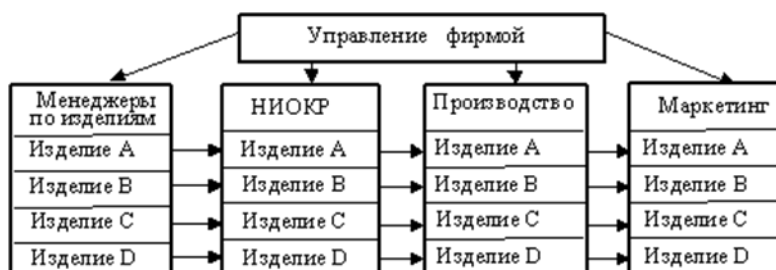 Управление фирмой
Менеджеры
по изделиям
Изделие А
Изделие В
Изделие С
Изделие D
НИОКР
Изделие А
Изделие В
Изделие С
Изделие D
Производство
Изделие А
Изделие В
Изделие С
Изделие D
Маркетинг
Изделие А
Изделие В
Изделие С
Изделие D